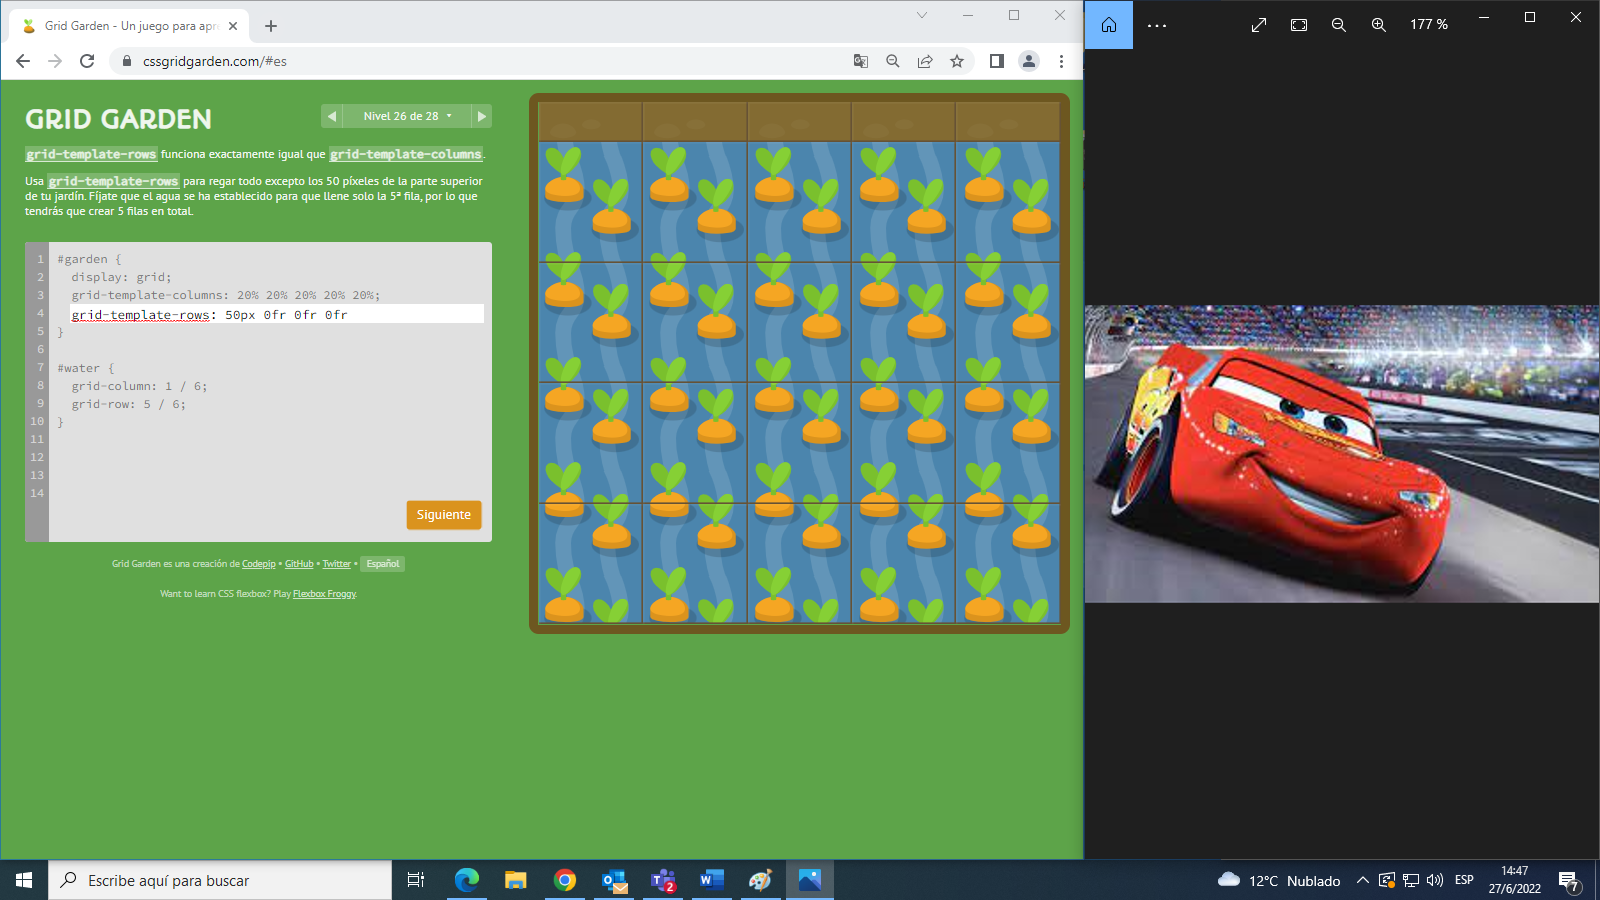 Grid Garden - Un juego para apr
cssgridgarden.com/#es
177 %
GRID GARDEN
Nivel 26 de 28
grid-template-rows funciona exactamente igual que grid-template-columns.
Usa grid-template-rows para regar todo excepto los 50 píxeles de la parte superior
de tu jardín. Fíjate que el agua se ha establecido para que llene solo la 5ª fila, por lo que
tendrás que crear 5 filas en total.
1 #garden {
2 display: grid;
3 grid-template-columns: 20% 20% 20% 20% 20%;
4 grid-template-rows: 50px 0fr 0fr 0fr
5 }
6
7 #water {
8 grid-column: 1 / 6;
9 grid-row: 5 / 6;
10 }
11
12
13
14
Siguiente
Grid Garden es una creación de Codepip • GitHub • Twitter • Español
Want to learn CSS flexbox? Play Flexbox Froggy.
Escribe aquí para buscar
2
12°C Nublado
ESP
14:47
27/6/2022
7